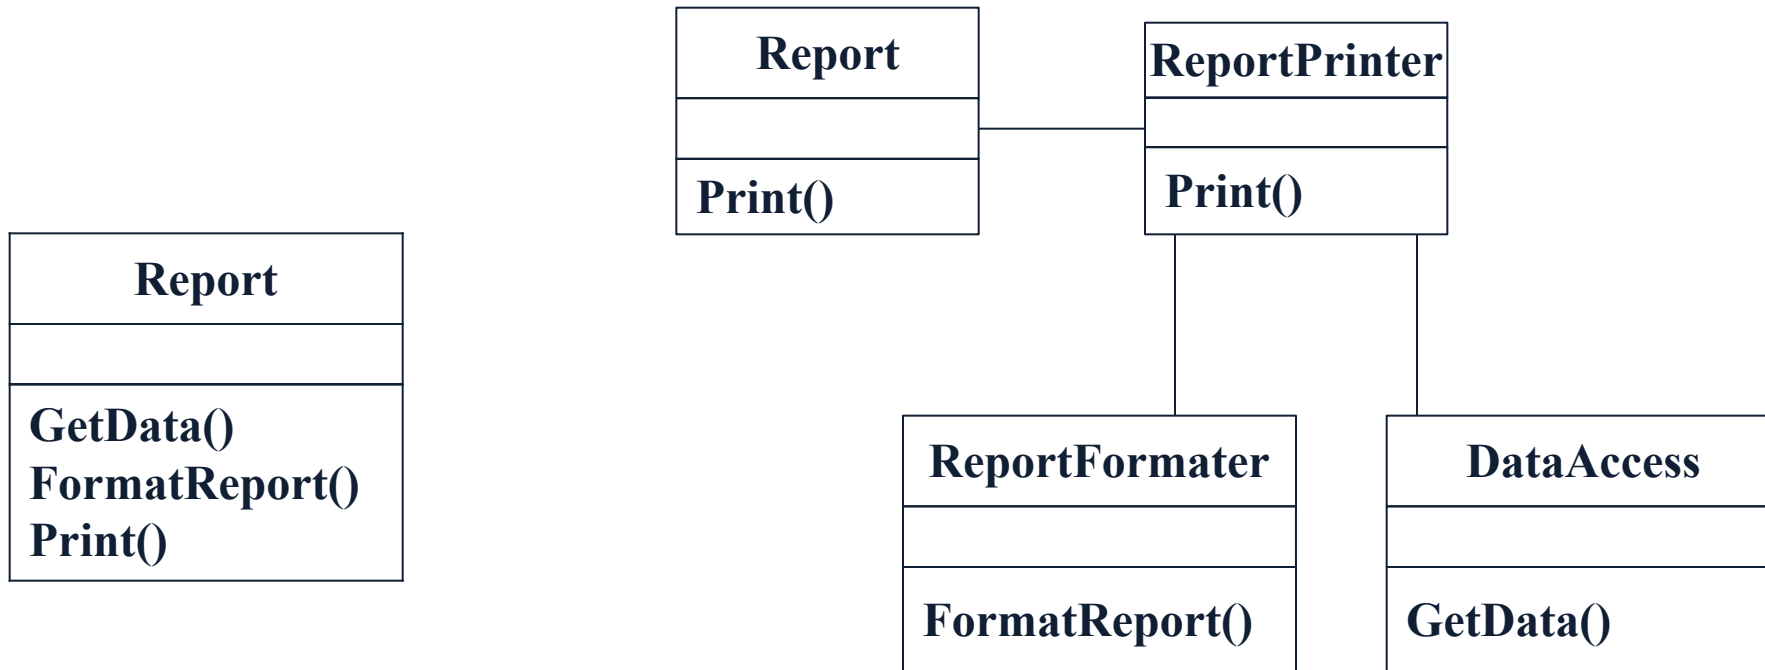 Report
GetData()
FormatReport()
Print()
Report
Print()
ReportPrinter
Print()
ReportFormater
FormatReport()
DataAccess
GetData()